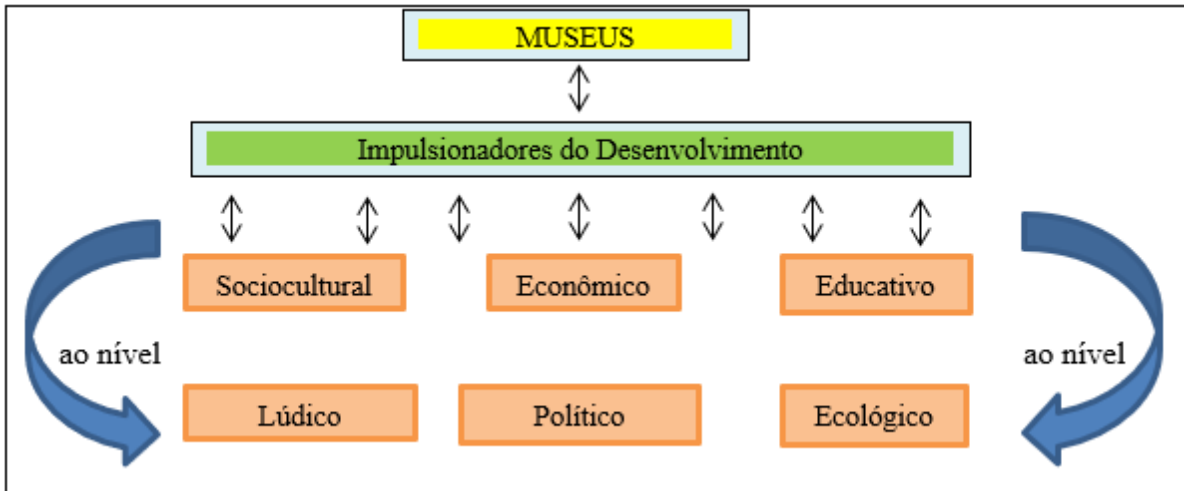 MUSEUS
Impulsionadores do Desenvolvimento
Sociocultural
Econômico
Educativo
ao nível
ao nível
Lúdico
Político
Ecológico